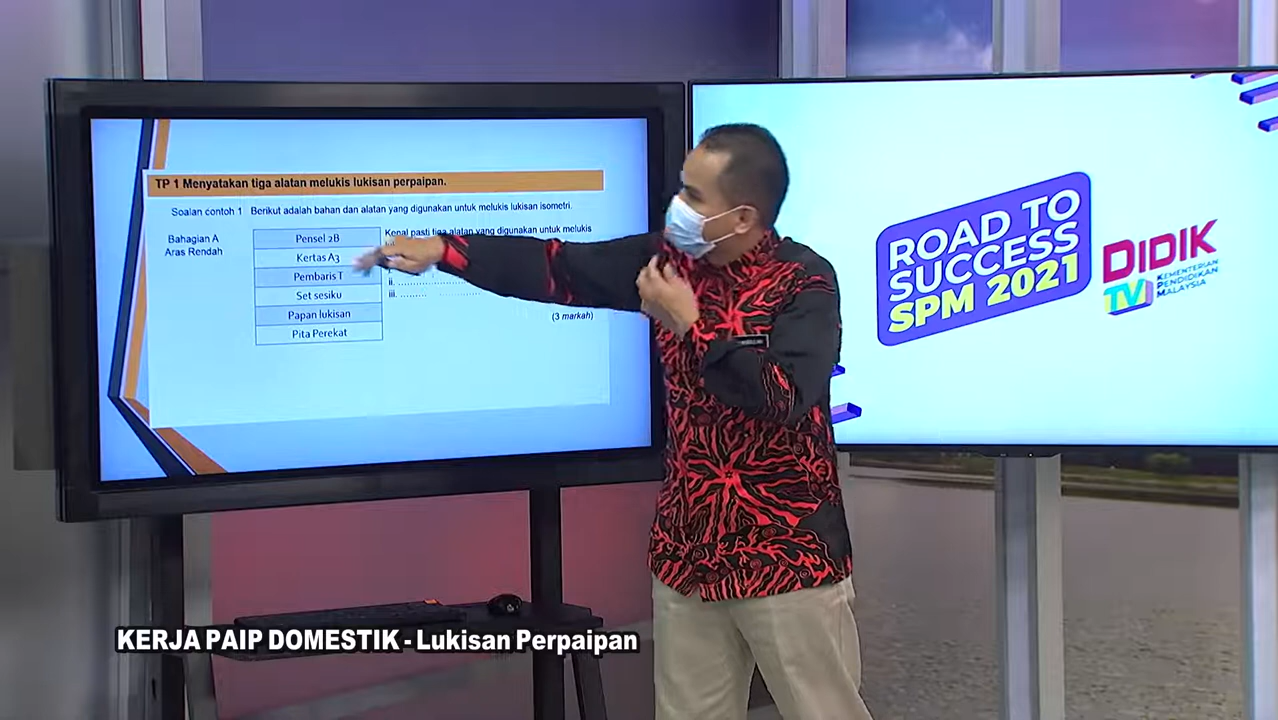 TP 1 Menyatakan tiga alatan melukis lukisan perpaipan.
Soalan contoh 1 Berikut adalah bahan dan alatan yang digunakan untuk melukis lukisan isometri.
Bahagian A
Aras Rendah
Pensel 2B
Kertas A3
Pembaris T
Set sesiku
Papan lukisan
Pita Perekat
Kenal pasti tiga alatan yang digunakan untuk melukis
ii. ....................
iii. ........ ............
(3 markah)
ROAD TO
SUCCESS
SPM 2021
DIDIK
TV
KEMENTERIAN
PENDIDIKAN
MALAYSIA
KERJA PAIP DOMESTIK - Lukisan Perpaipan